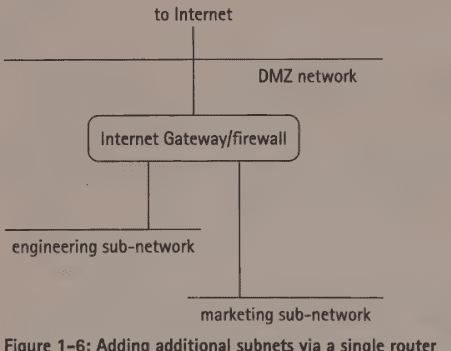 to Internet
DMZ network
Internet Gateway/firewall
engineering sub-network
marketing sub-network
Figure 1-6: Adding additional subnets via a single router